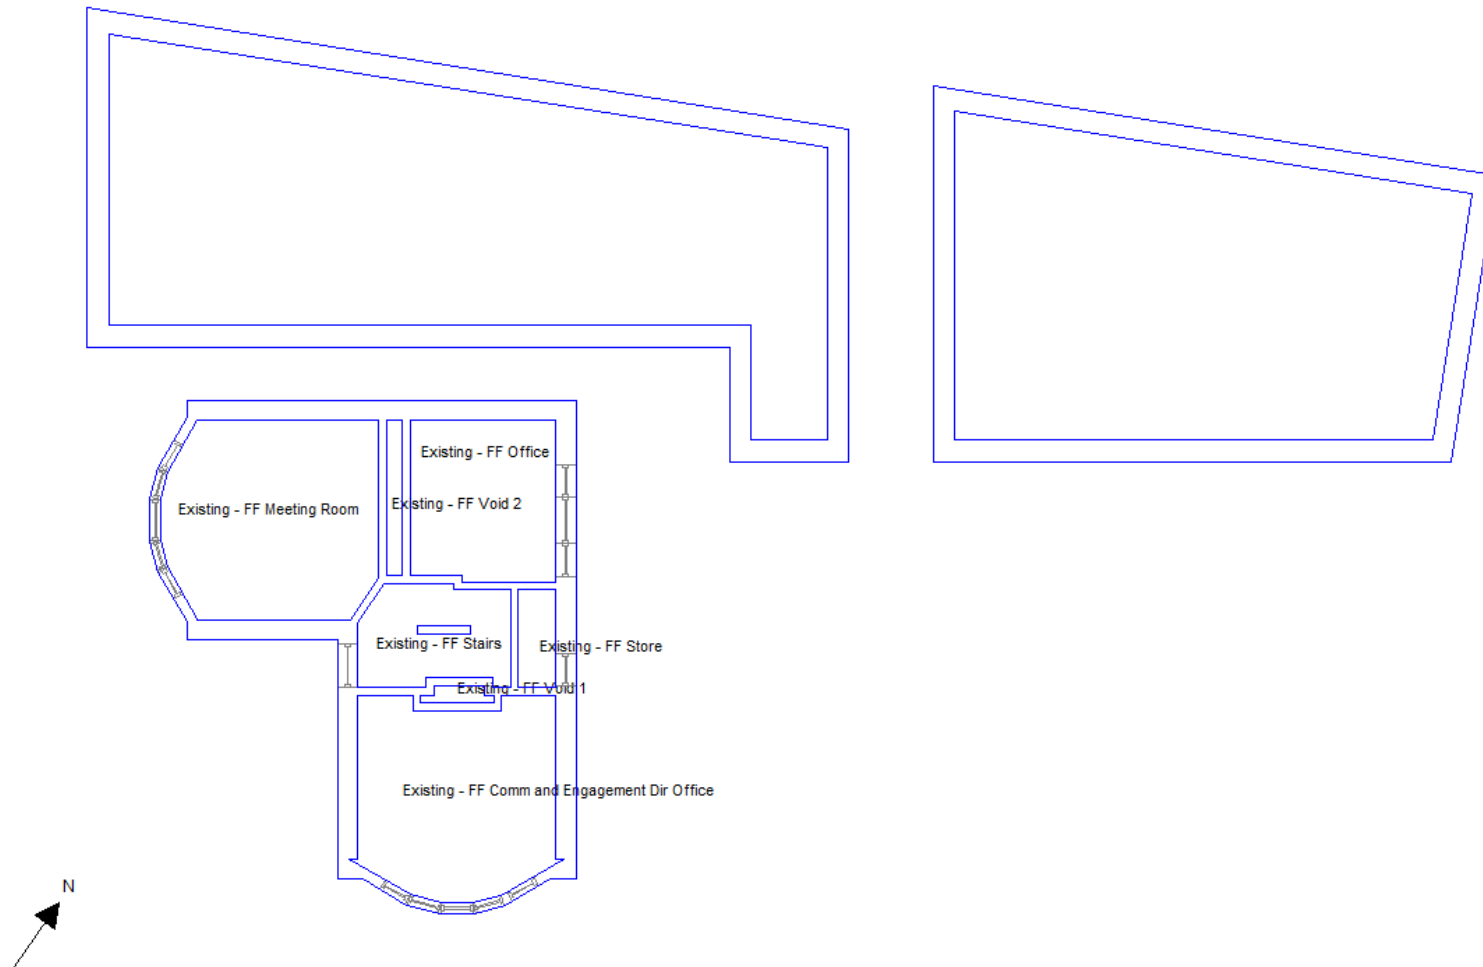 Existing - FF Office
Existing - FF Void 2
Existing - FF Meeting Room
Existing - FF Stairs
Existing - FF Store
Existing - FF Void 1
Existing - FF Comm and Engagement Dir Office
N